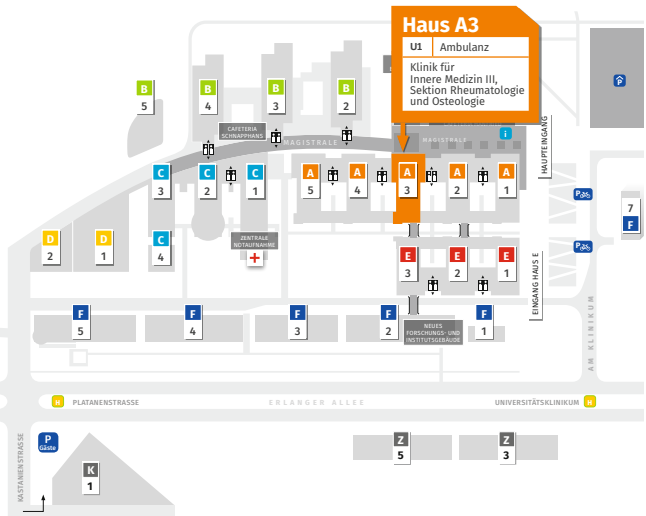 Haus A3
U1 Ambulanz
Klinik für
Innere Medizin III,
Sektion Rheumatologie
und Osteologie
P
B
5
B
4
B
3
B
2
CAFETERIA
SCHNAPPHANS
MAGISTRALE
MAGISTRALE
i
HAUPTEINGANG
C
3
C
2
C
1
A
5
A
4
A
3
A
2
A
1
P
7
F
D
2
D
1
C
4
ZENTRALE
NOTAUFNAHME
E
3
E
2
E
1
P
EINGANG HAUS E
AM KLINIKUM
F
5
F
4
F
3
F
2
F
1
NEUES
FORSCHUNGS- UND
INSTITUTSGEBÄUDE
H
PLATANENSTRASSE
ERLANGER ALLEE
UNIVERSITÄTSKLINIKUM
H
KASTANIENSTRASSE
P
Gäste
K
1
Z
5
Z
3